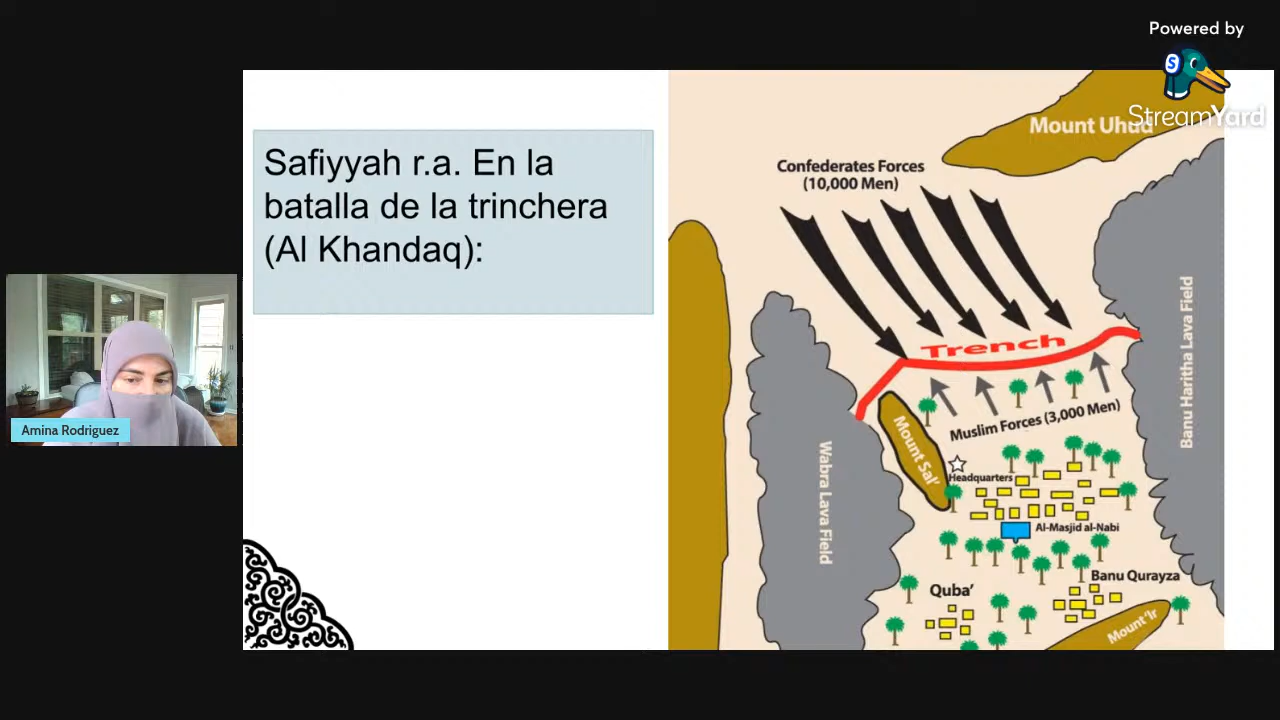 Powered by
S
StreamYard
Safiyyah r.a. En la
batalla de la trinchera
(Al Khandaq):
Amina Rodriguez
Mount Uhud
Confederates Forces
(10,000 Men)
Trench
Muslim Forces (3,000 Men)
Mount Sal'
Headquarters
Al-Masjid al-Nabi
Wabra Lava Field
Banu Haritha Lava Field
Quba'
Banu Qurayza
Mount 'Ir